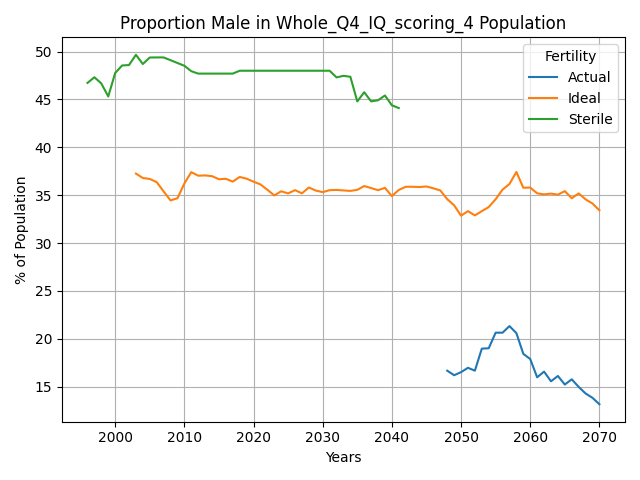 Proportion Male in Whole_Q4_IQ_scoring_4 Population
Fertility
Actual
Ideal
Sterile
% of Population
50
45
40
35
30
25
20
15
2000 2010 2020 2030 2040 2050 2060 2070
Years